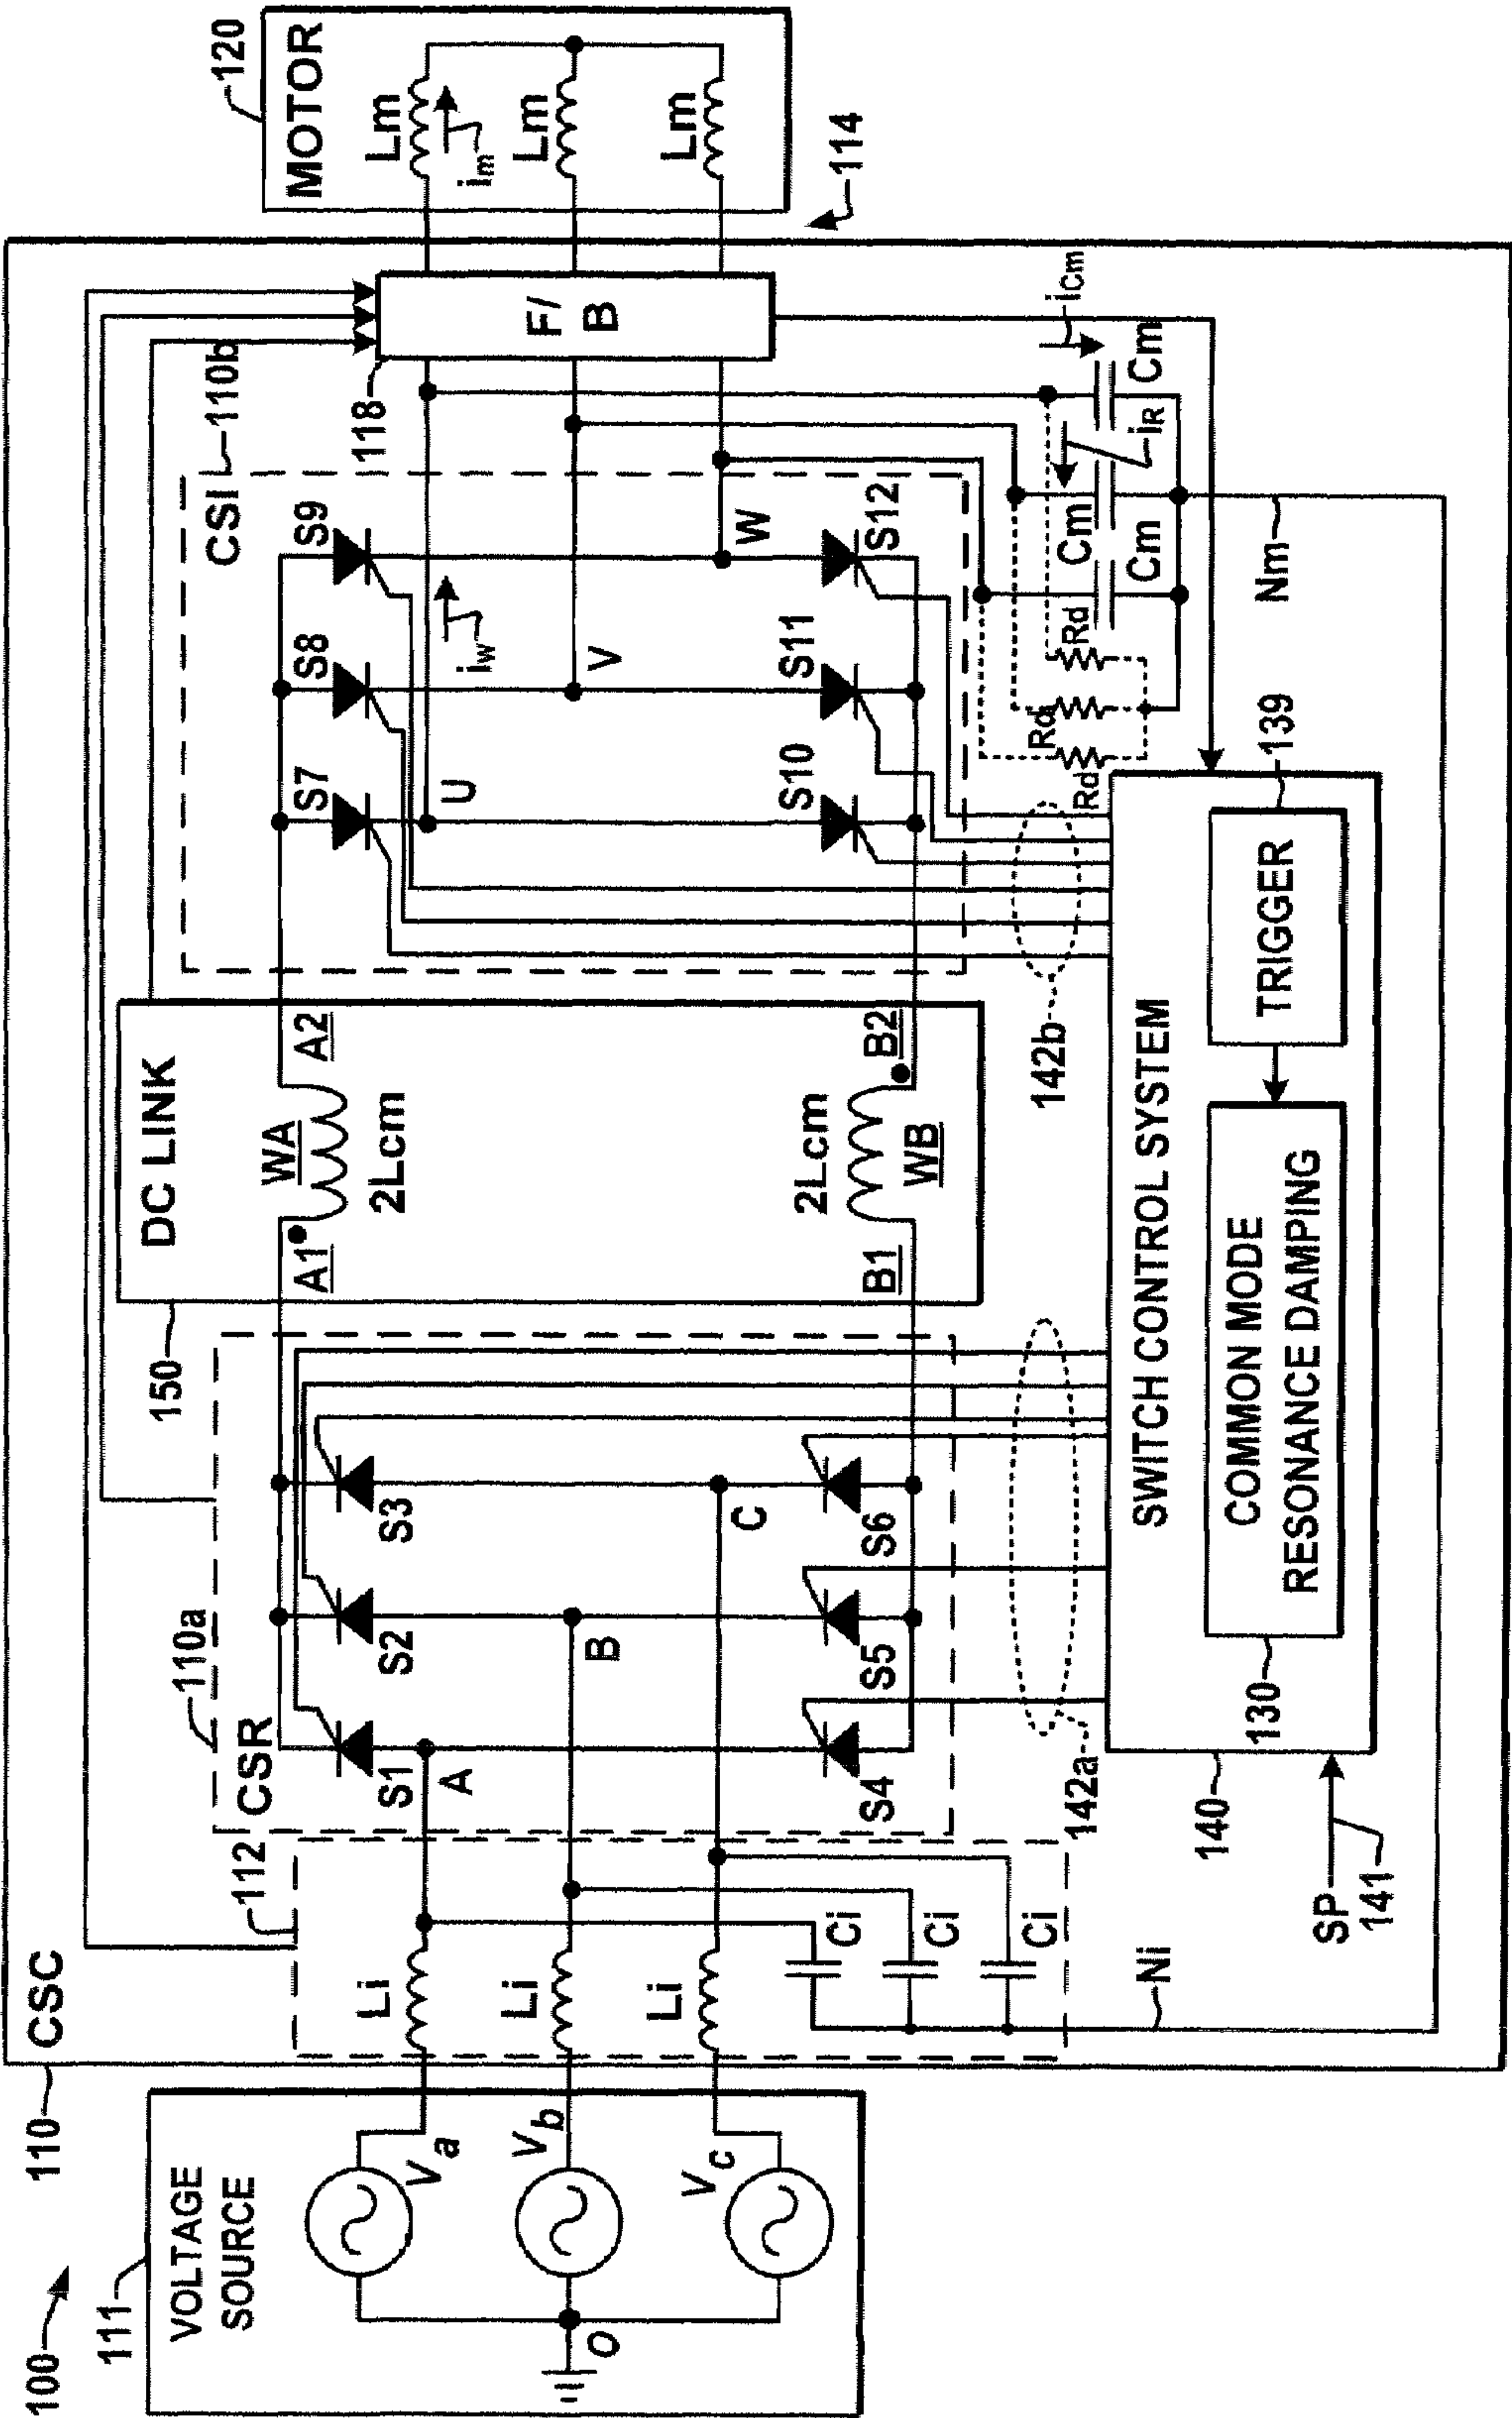 100
111
VOLTAGE
SOURCE
Va
Vb
Vc
O
110
CSC
112
Li
Li
Li
Ci
Ci
Ci
Ni
110a
CSR
S1
S2
S3
A
B
C
S4
S5
S6
142a
150
DC LINK
A1
WA
A2
2Lcm
2Lcm
B1
WB
B2
CSI
110b
S7
S8
S9
iw
U
V
W
S10
S11
S12
142b
118
F/
B
114
120
MOTOR
Lm
im
Lm
Lm
iCm
Cm
iR
Cm
Cm
Rd
Rd
Rd
Nm
SWITCH CONTROL SYSTEM
COMMON MODE
RESONANCE DAMPING
TRIGGER
139
130
140
SP
141